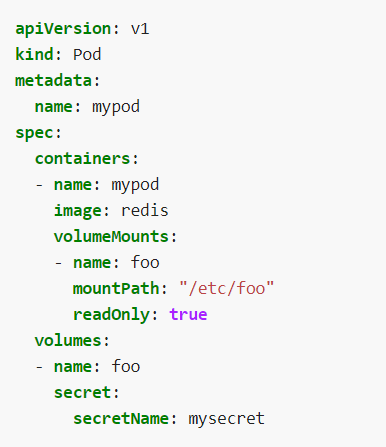 apiVersion: v1
kind: Pod
metadata:
  name: mypod
spec:
  containers:
  - name: mypod
    image: redis
    volumeMounts:
    - name: foo
      mountPath: "/etc/foo"
      readOnly: true
  volumes:
  - name: foo
    secret:
      secretName: mysecret